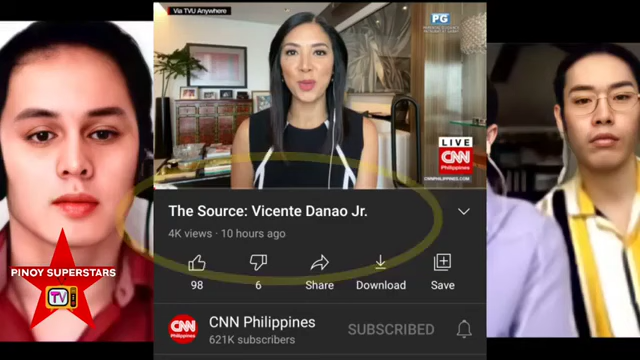 Via TVU Anywhere
PG
LIVE
CNN
Philippines
CNNPHILIPPINES.COM
The Source: Vicente Danao Jr.
4K views · 10 hours ago
98
6
Share
Download
Save
PINOY SUPERSTARS
TV
CNN
Philippines
CNN Philippines
621K subscribers
SUBSCRIBED